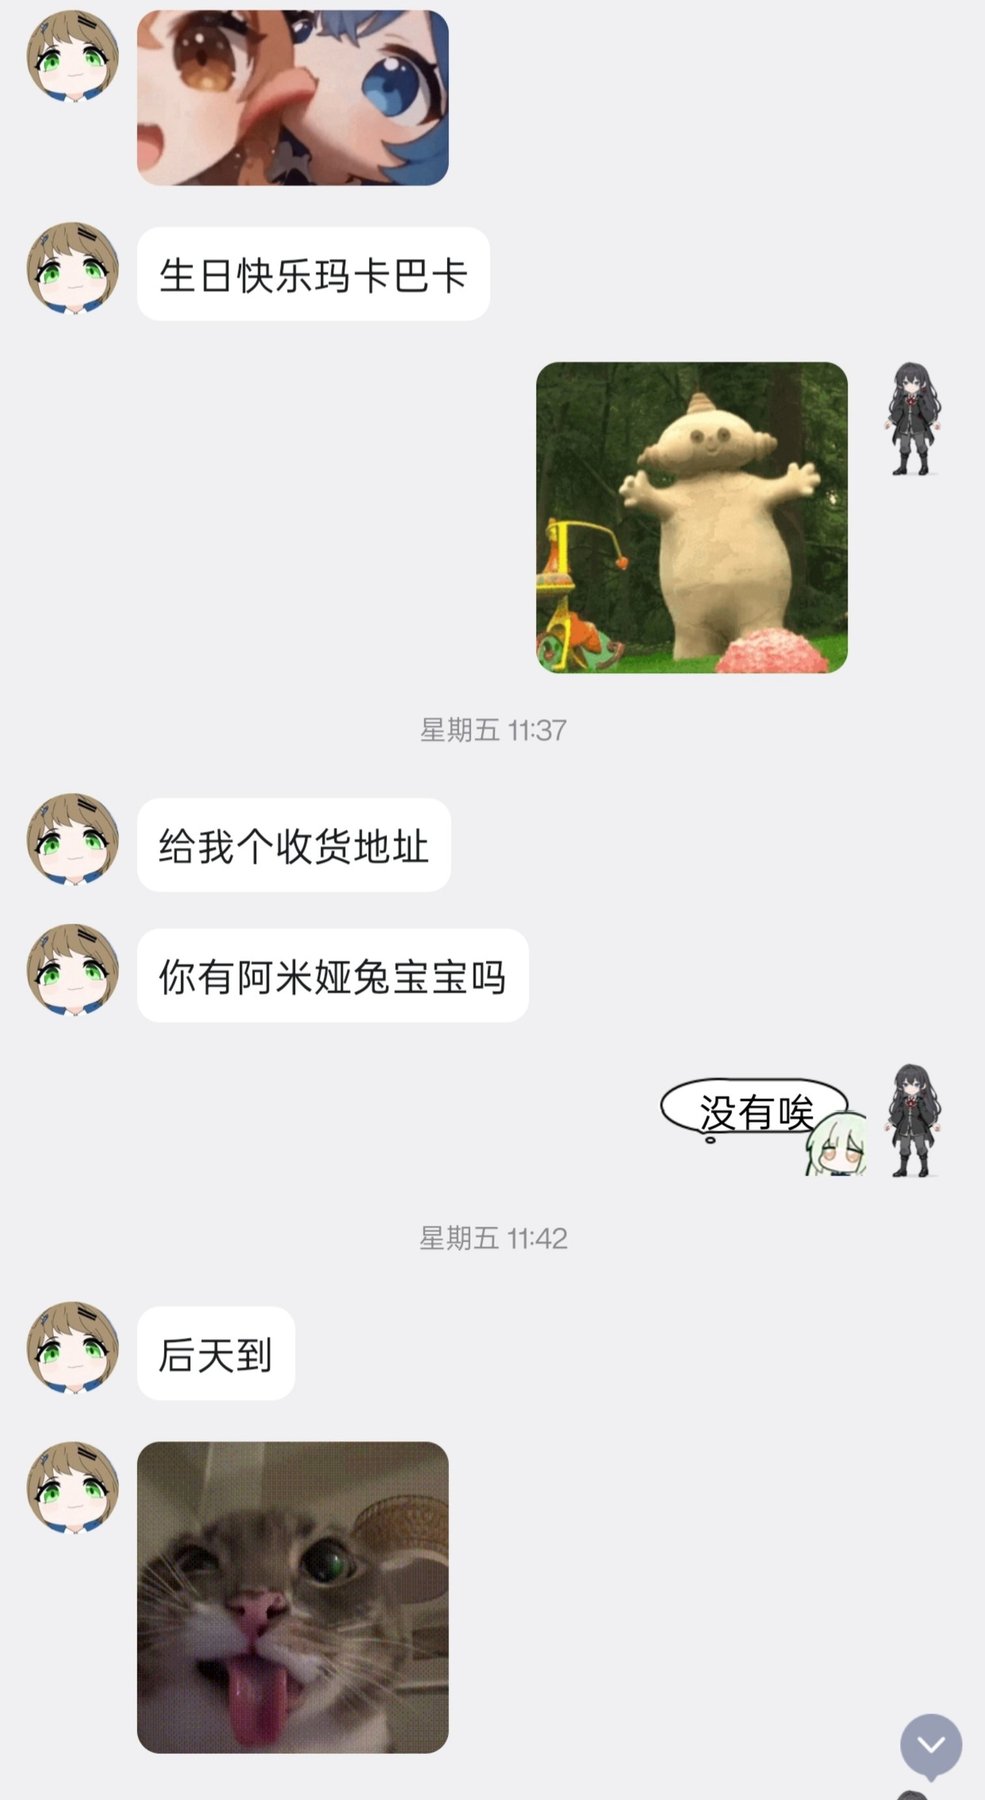 生日快乐玛卡巴卡
星期五 11:37
给我个收货地址
你有阿米娅兔宝宝吗
没有唉
星期五 11:42
后天到